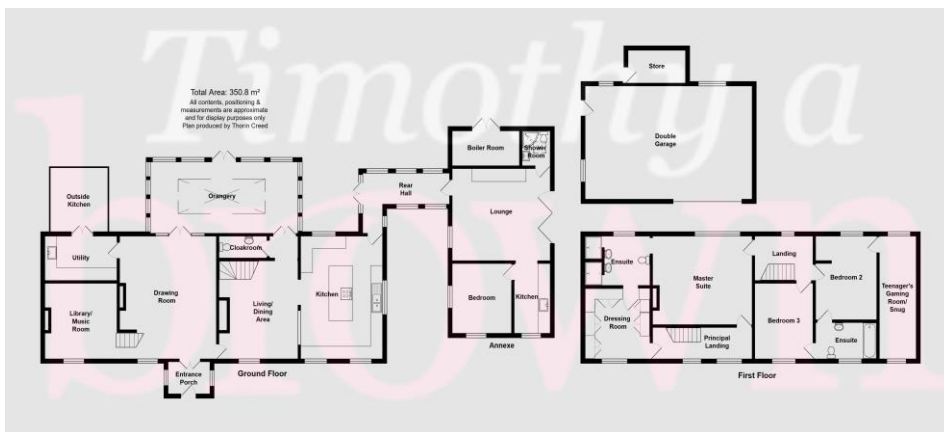 Timothy a
brown
Total Area: 350.8 m²
All contents, positioning &
measurements are approximate
and for display purposes only
Plan produced by Thorin Creed
Store
Double
Garage
Boiler Room
Shower
Room
Outside
Kitchen
Orangery
Rear
Hall
Lounge
Utility
Cloakroom
Drawing
Room
Living/
Dining
Area
Kitchen
Library/
Music
Room
Bedroom
Kitchen
Annexe
Entrance
Porch
Ground Floor
Ensuite
Master
Suite
Landing
Bedroom 2
Dressing
Room
Principal
Landing
Bedroom 3
Ensuite
Teenager's
Gaming
Room/
Snug
First Floor